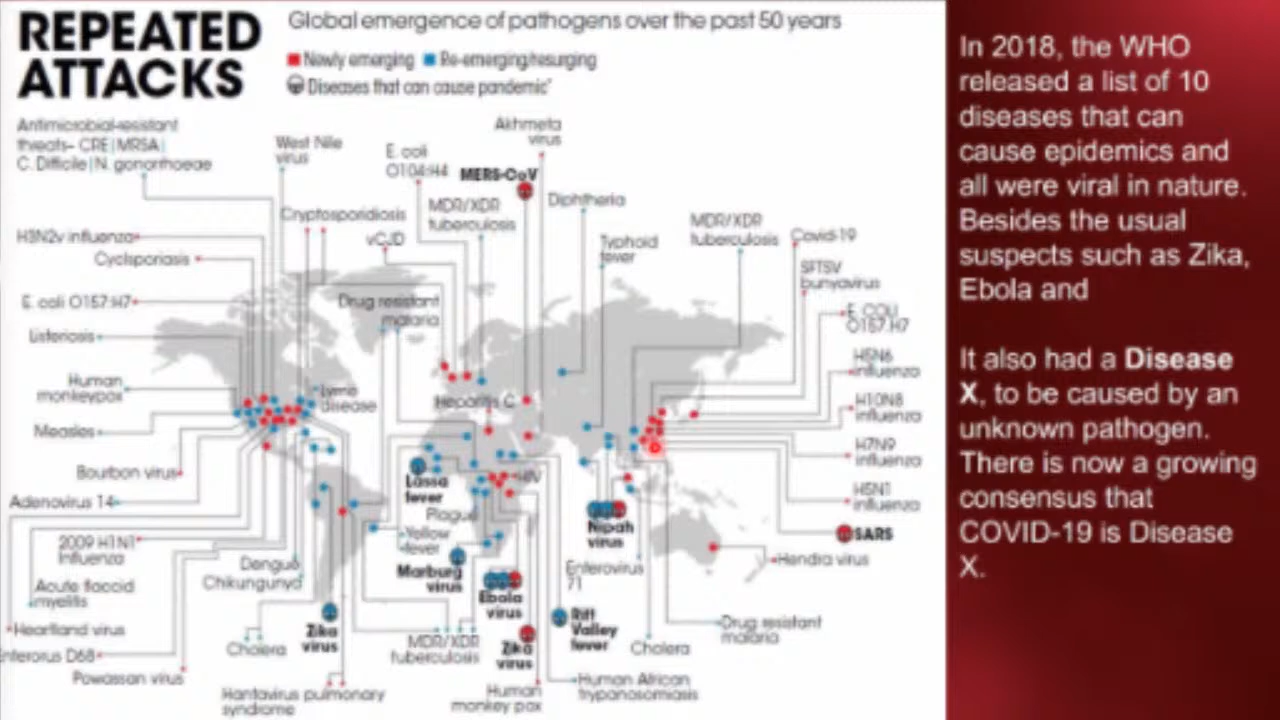 REPEATED
ATTACKS
Global emergence of pathogens over the past 50 years
Newly emerging Re-emerging/resurging
Diseases that can cause pandemic*
Antimicrobial-resistant
threats- CRE|MRSA|
C. Difficile|N. gonorrhoeae
West Nile
virus
E. coli
O104:H4
MERS-CoV
Akhmeta
virus
Cryptosporidiosis
vCJD
MDR/XDR
tuberculosis
Diphtheria
Typhoid
fever
MDR/XDR
tuberculosis
Covid-19
SFTSV
bunyavirus
H3N2v influenza
Cyclsporiasis
E. coli O157:H7
Listeriosis
Human
monkeypox
Measles
Bourbon virus
Adenovirus 14
2009 H1N1
Influenza
Acute flaccid
myelitis
Heartland virus
Enterorus D68
Powassan virus
Drug resistant
malaria
Lyme
disease
Hepatitis C
E. COLI
O157.H7
H5N6
influenza
H10N8
influenza
H7N9
influenza
H5N1
influenza
SARS
Hendra virus
Lassa
fever
HIV
Plague
Yellow
fever
Marburg
virus
Ebola
virus
Nipah
virus
Enterovirus
71
Rift
Valley
fever
Dengue
Chikungunya
Zika
virus
Cholera
MDR/XDR
tuberculosis
Zika
virus
Cholera
Drug resistant
malaria
Hantavirus pulmonary
syndrome
Human
monkey pox
Human African
trypanosomiasis
In 2018, the WHO
released a list of 10
diseases that can
cause epidemics and
all were viral in nature.
Besides the usual
suspects such as Zika,
Ebola and
It also had a Disease
X, to be caused by an
unknown pathogen.
There is now a growing
consensus that
COVID-19 is Disease
X.